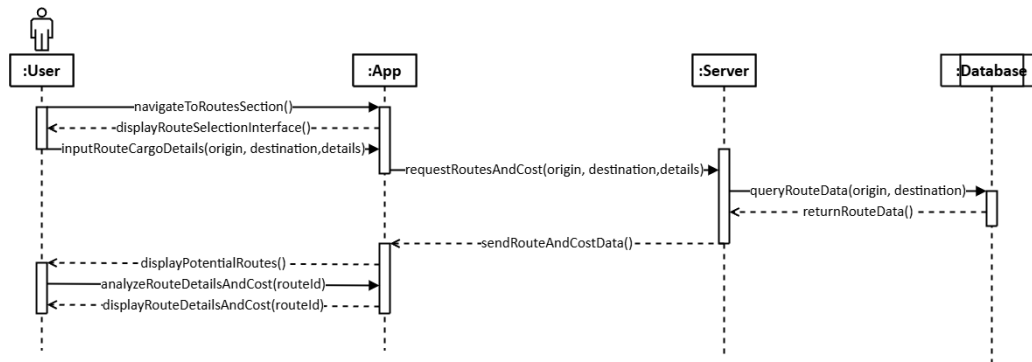 :User
:App
:Server
:Database
navigateToRoutesSection()
displayRouteSelectionInterface()
inputRouteCargoDetails(origin, destination,details)
requestRoutesAndCost(origin, destination,details)
queryRouteData(origin, destination)
returnRouteData()
sendRouteAndCostData()
displayPotentialRoutes()
analyzeRouteDetailsAndCost(routeId)
displayRouteDetailsAndCost(routeId)